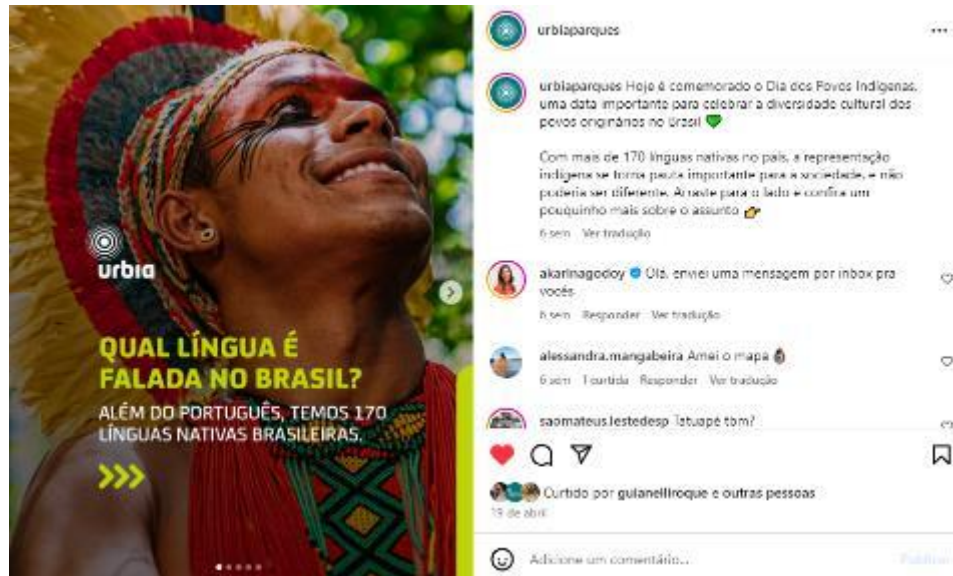 urbia
QUAL LÍNGUA É
FALADA NO BRASIL?
ALÉM DO PORTUGUÊS, TEMOS 170
LÍNGUAS NATIVAS BRASILEIRAS.
>>>
urbiaparques
urbiaparques Hoje é comemorado o Dia dos Povos Indígenas,
uma data importante para celebrar a diversidade cultural dos
povos originários no Brasil
Com mais de 170 línguas nativas no país, a representação
indígena se torna pauta importante para a sociedade, e não
poderia ser diferente. Arraste para o lado e confira um
pouquinho mais sobre o assunto
6 sem Ver tradução
akarinagodoy Olá, enviei uma mensagem por inbox pra
vocês
6 sem Responder Ver tradução
alessandra.mangabeira Amei o mapa
6 sem 1 curtida Responder Ver tradução
saomateus.lestedesp Tatuapé tbm?
Curtido por guianelliroque e outras pessoas
19 de abril
Adicione um comentário...
Publicar